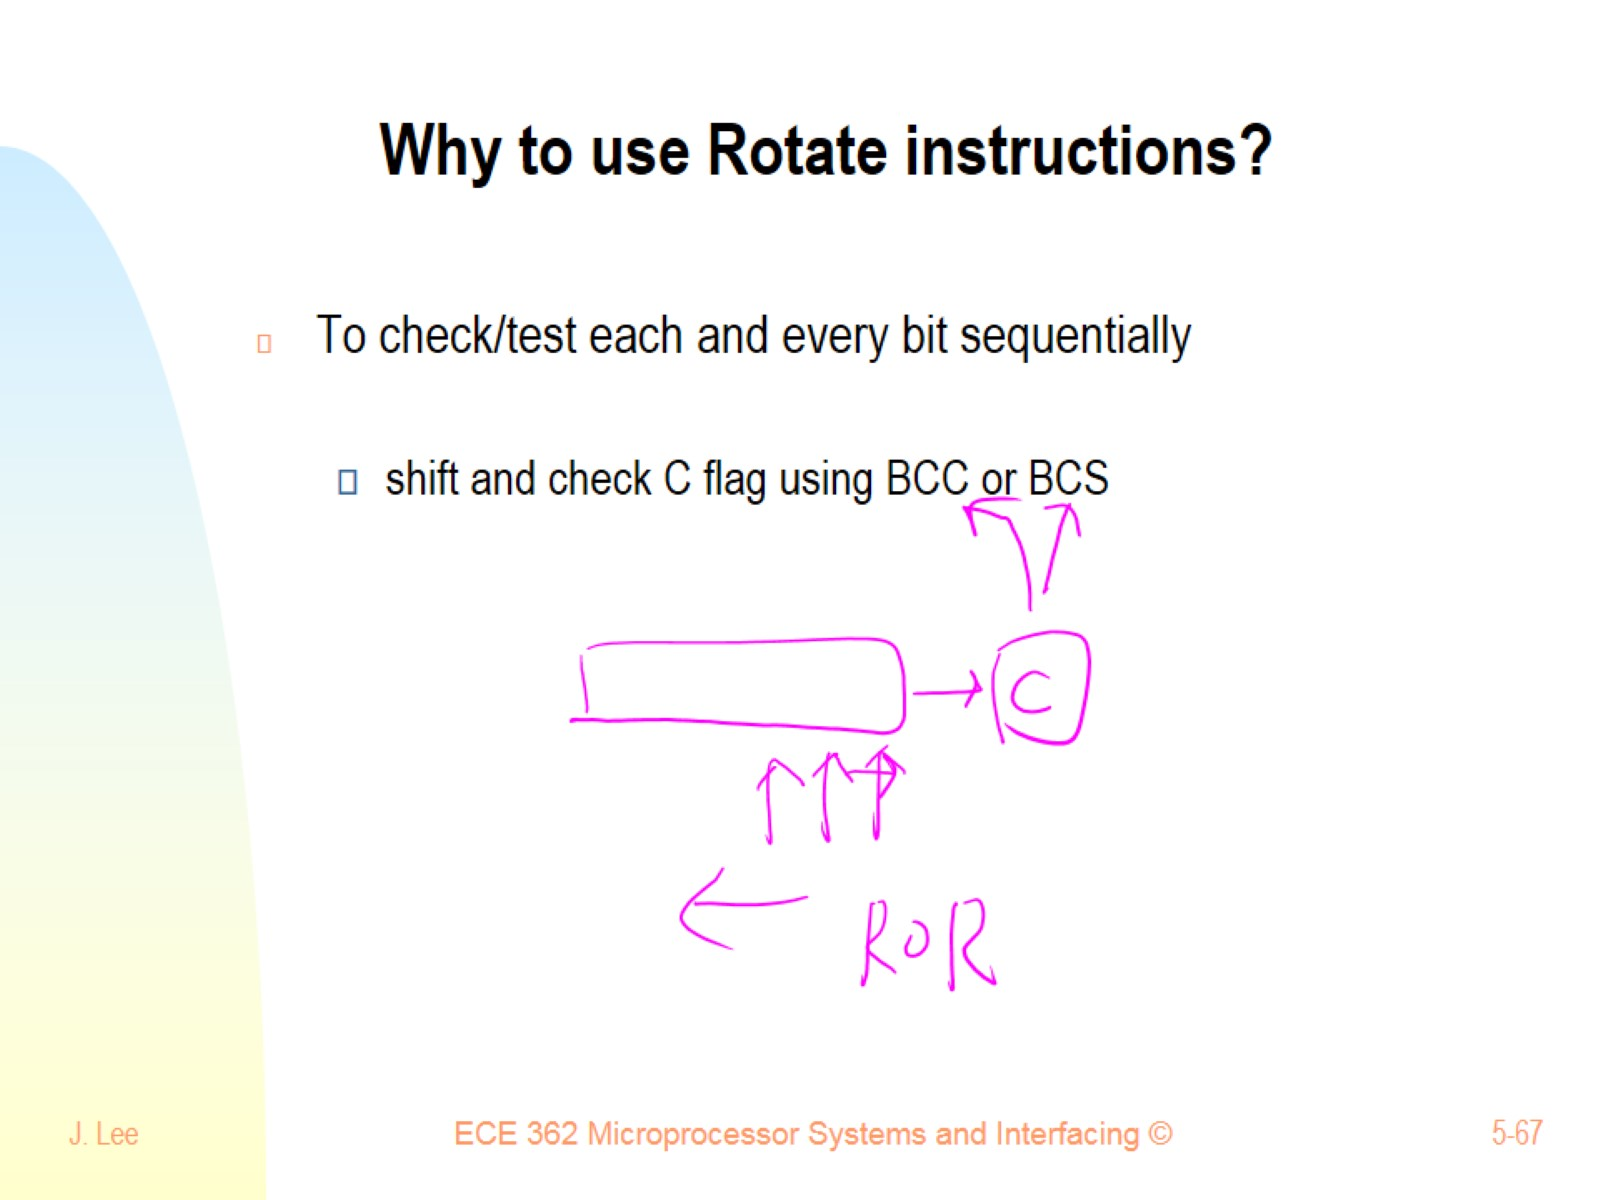 Why to use Rotate instructions?
To check/test each and every bit sequentially
shift and check C flag using BCC or BCS
C
ROR
J. Lee
ECE 362 Microprocessor Systems and Interfacing ©
5-67